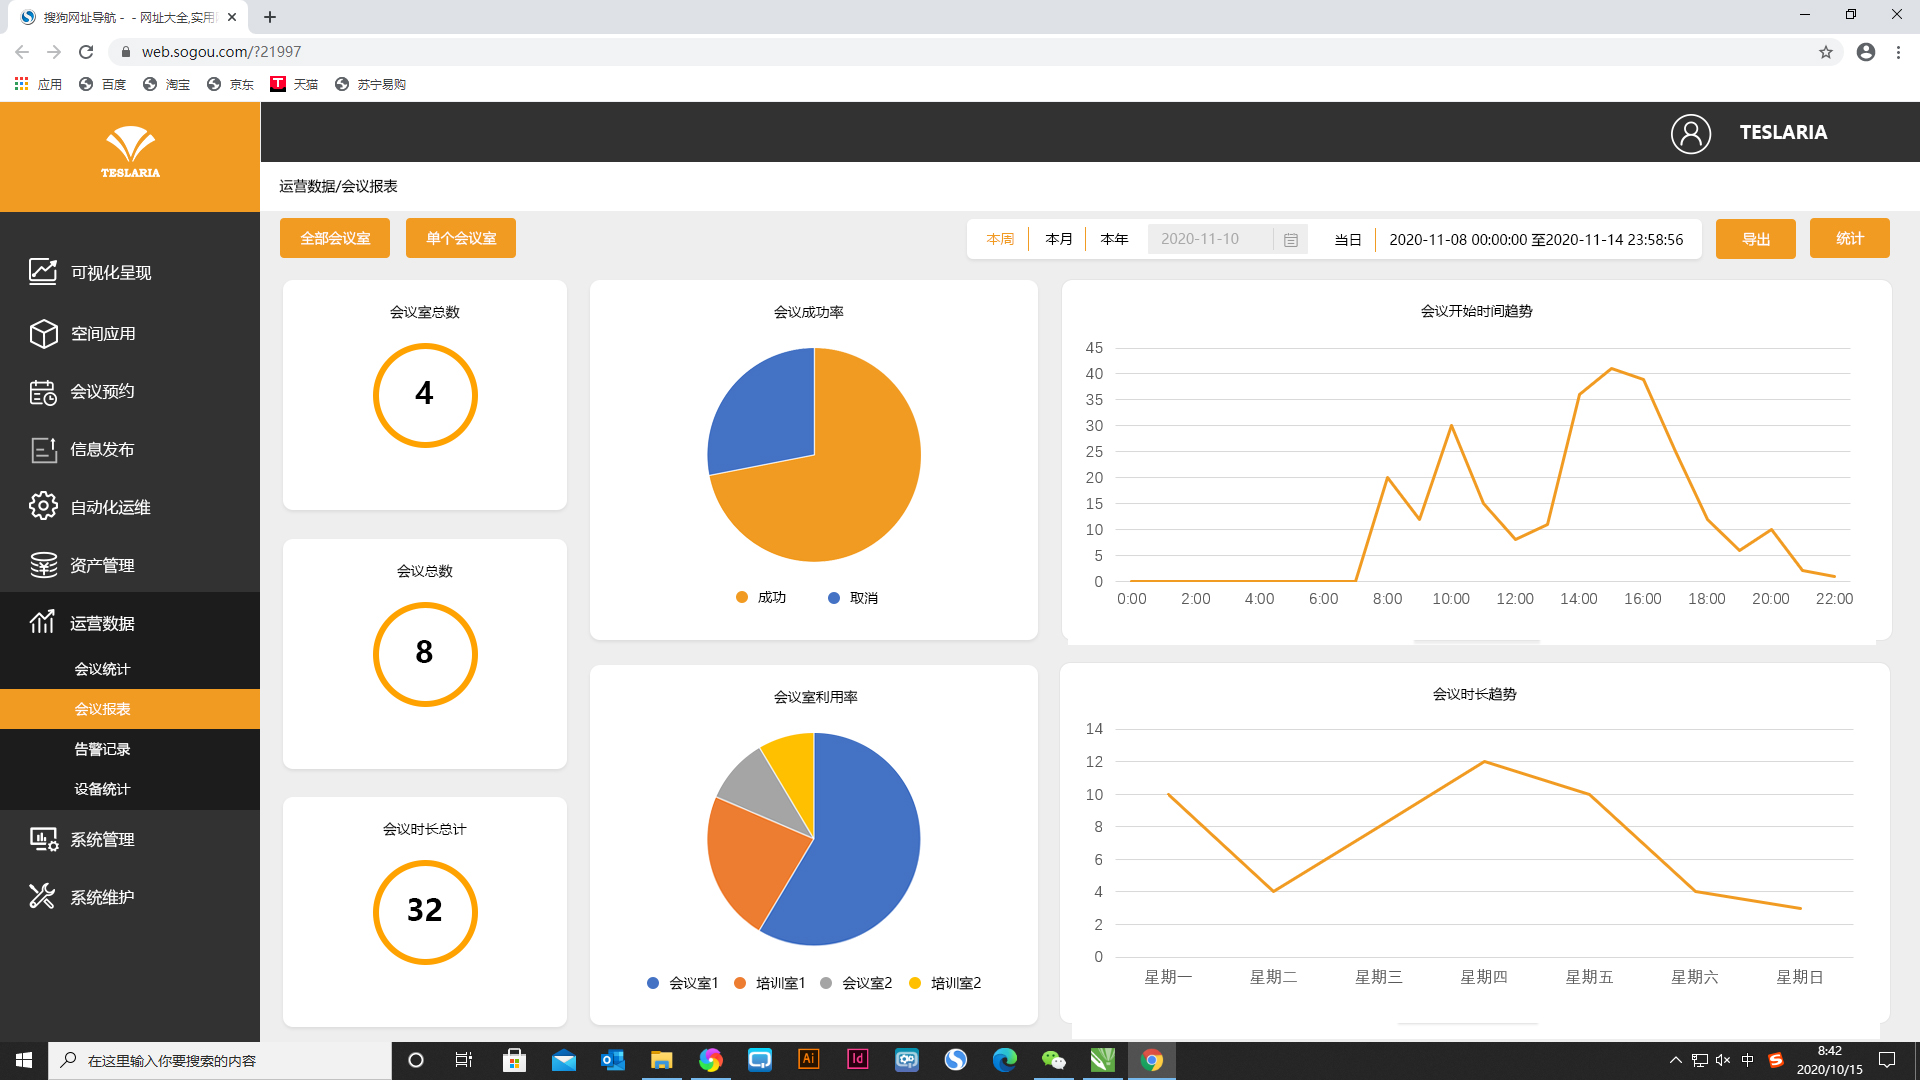 搜狗网址导航 - - 网址大全,实用
web.sogou.com/?21997
应用 百度 淘宝 京东 天猫 苏宁易购
TESLARIA
TESLARIA
运营数据/会议报表
全部会议室 单个会议室 本周 本月 本年 2020-11-10 当日 2020-11-08 00:00:00 至2020-11-14 23:58:56 导出 统计
可视化呈现
空间应用
会议预约
信息发布
自动化运维
资产管理
运营数据
会议统计
会议报表
告警记录
设备统计
系统管理
系统维护
会议室总数
4
会议总数
8
会议时长总计
32
会议成功率
成功 取消
会议室利用率
会议室1 培训室1 会议室2 培训室2
会议开始时间趋势
45
40
35
30
25
20
15
10
5
0
0:00 2:00 4:00 6:00 8:00 10:00 12:00 14:00 16:00 18:00 20:00 22:00
会议时长趋势
14
12
10
8
6
4
2
0
星期一 星期二 星期三 星期四 星期五 星期六 星期日
在这里输入你要搜索的内容
Ai
Id
中
8:42
2020/10/15